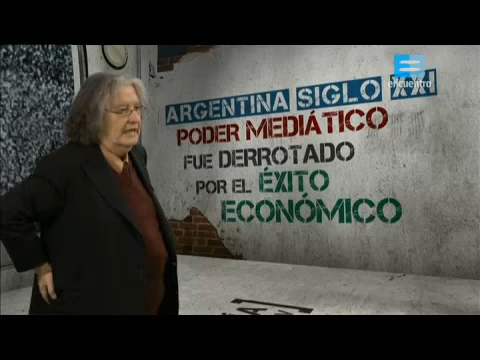 encuentro
ARGENTINA SIGLO XXI
PODER MEDIÁTICO
FUE DERROTADO
POR EL ÉXITO
ECONÓMICO